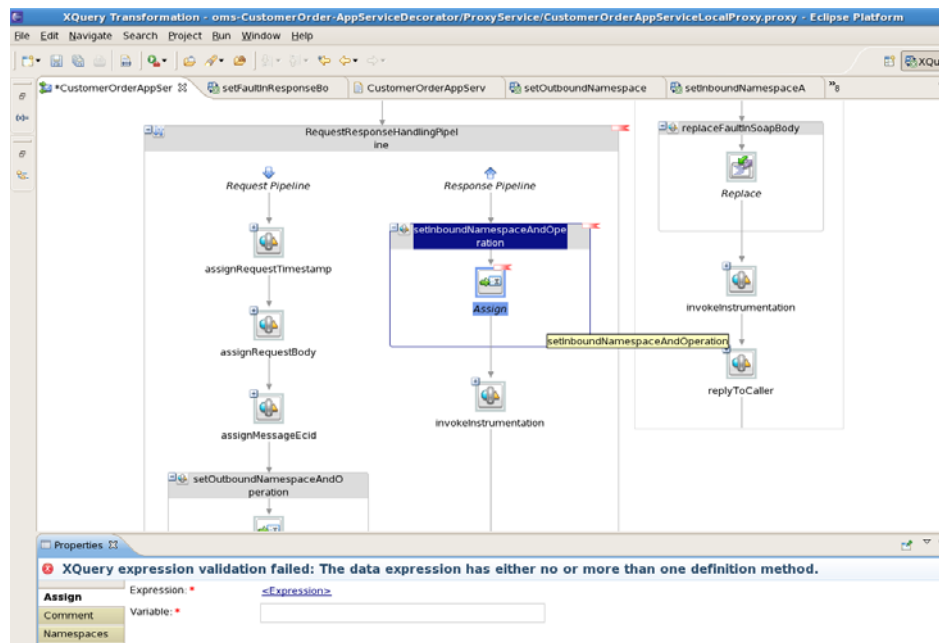 XQuery Transformation - oms-CustomerOrder-AppServiceDecorator/ProxyService/CustomerOrderAppServiceLocalProxy.proxy - Eclipse Platform
File Edit Navigate Search Project Run Window Help
XQu
*CustomerOrderAppSer setFaultInResponseBo CustomerOrderAppServ setOutboundNamespace setInboundNamespaceA »8
RequestResponseHandlingPipel
ine
replaceFaultInSoapBody
Request Pipeline Response Pipeline
Replace
setInboundNamespaceAndOpe
ration
assignRequestTimestamp
Assign
invokeInstrumentation
setInboundNamespaceAndOperation
assignRequestBody
replyToCaller
invokeInstrumentation
assignMessageEcid
setOutboundNamespaceAndO
peration
Properties
XQuery expression validation failed: The data expression has either no or more than one definition method.
Assign
Expression: * <Expression>
Comment
Variable: *
Namespaces